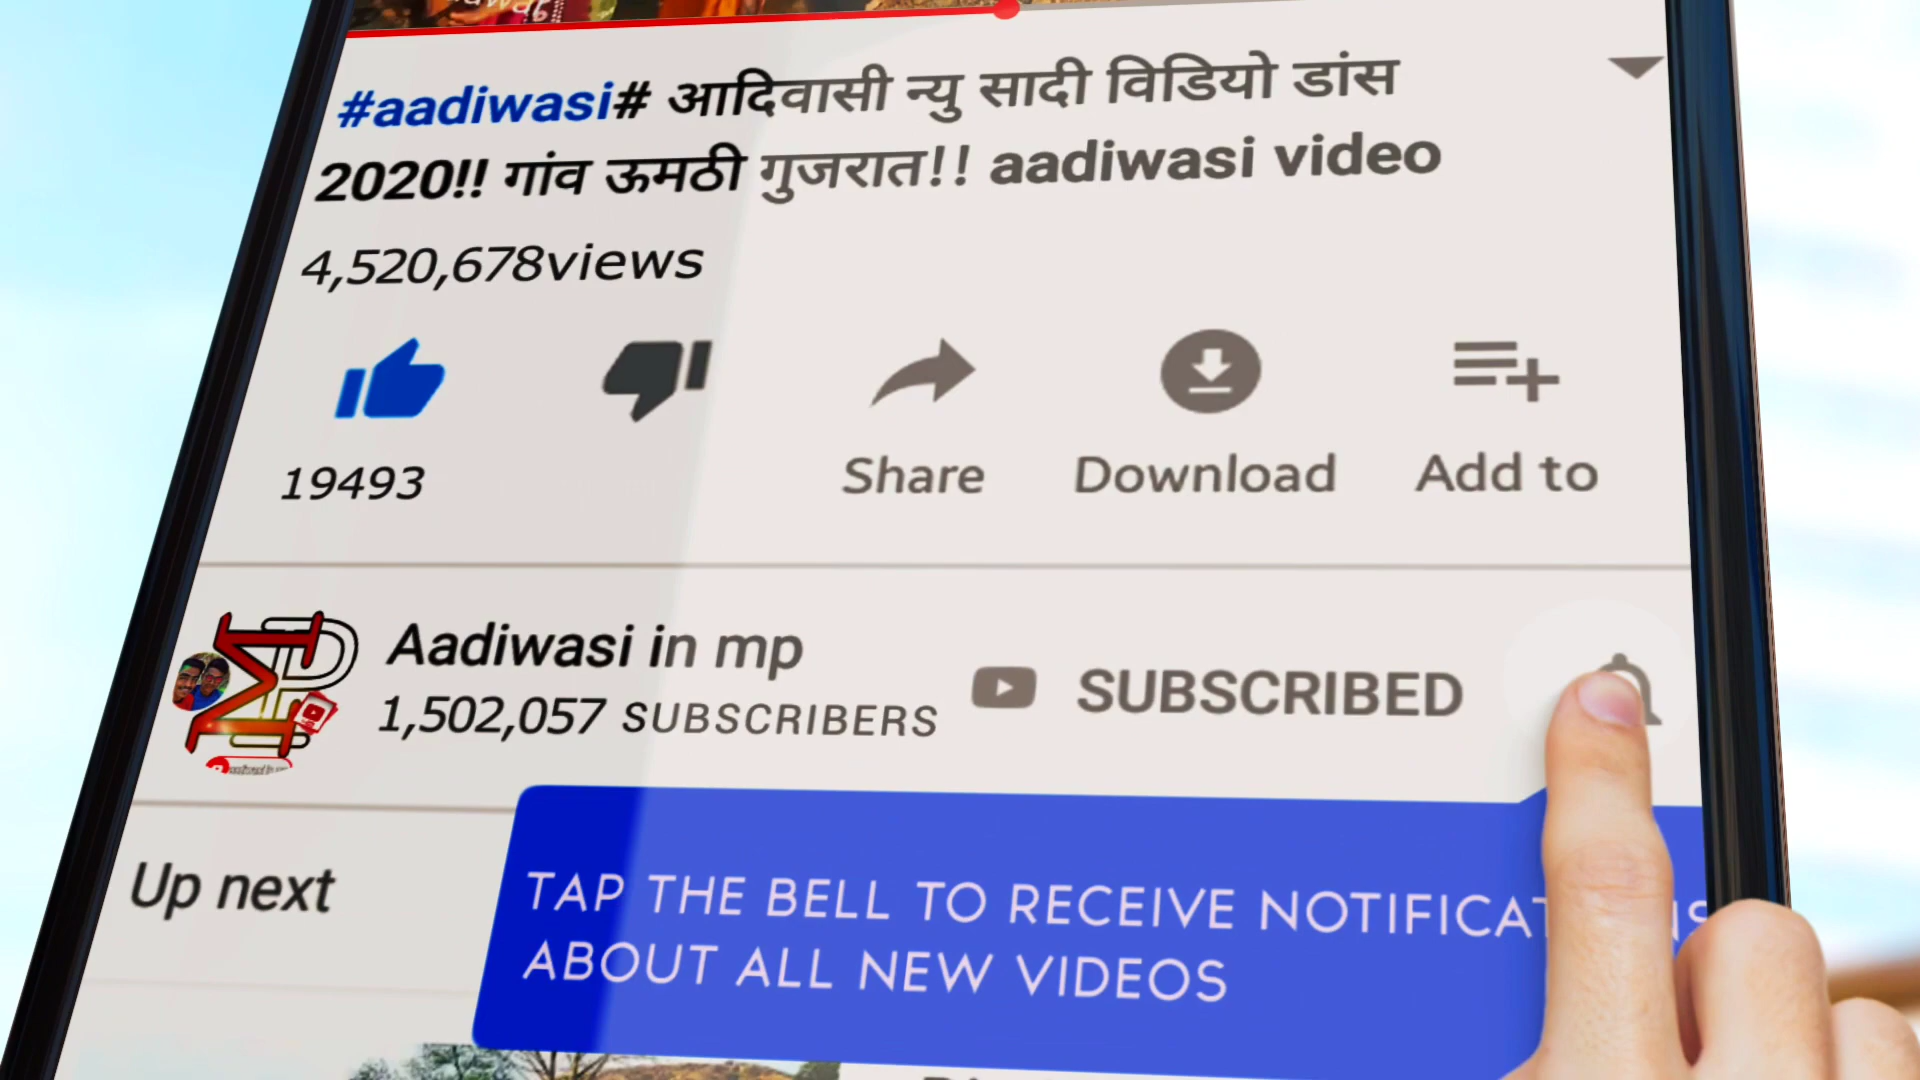 #aadiwasi# आदिवासी न्यु सादी विडियो डांस
2020!! गांव ऊमठी गुजरात!! aadiwasi video
4,520,678views
19493
Share
Download
Add to
Aadiwasi in mp
1,502,057 SUBSCRIBERS
SUBSCRIBED
Up next
TAP THE BELL TO RECEIVE
ABOUT ALL NEW VIDEOS